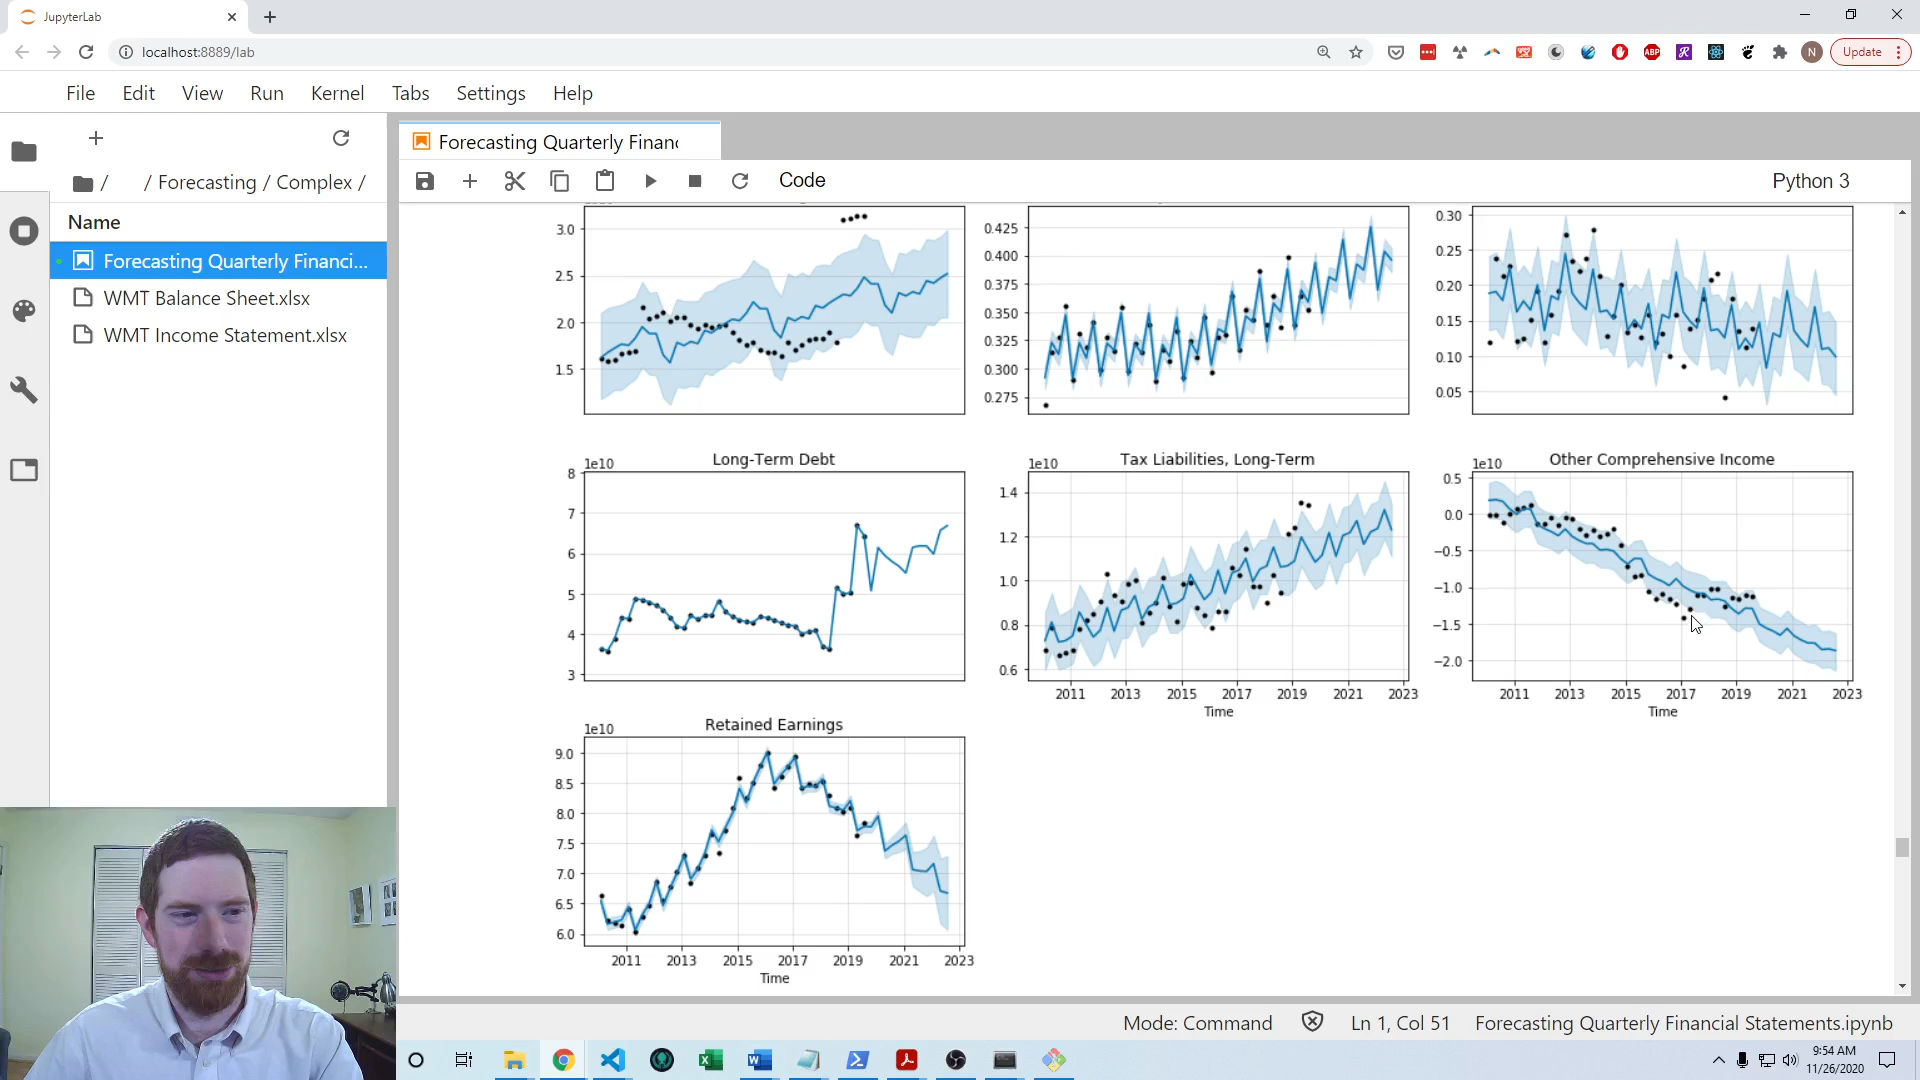 JupyterLab
localhost:8889/lab
N
Update
File Edit View Run Kernel Tabs Settings Help
/ / Forecasting / Complex /
Name
Forecasting Quarterly Financi...
WMT Balance Sheet.xlsx
WMT Income Statement.xlsx
Forecasting Quarterly Finan
Code
Python 3
3.0
2.5
2.0
1.5
0.425
0.400
0.375
0.350
0.325
0.300
0.275
0.30
0.25
0.20
0.15
0.10
0.05
Long-Term Debt
1e10
8
7
6
5
4
3
Tax Liabilities, Long-Term
1e10
1.4
1.2
1.0
0.8
0.6
2011 2013 2015 2017 2019 2021 2023
Time
Other Comprehensive Income
1e10
0.5
0.0
−0.5
−1.0
−1.5
−2.0
2011 2013 2015 2017 2019 2021 2023
Time
Retained Earnings
1e10
9.0
8.5
8.0
7.5
7.0
6.5
6.0
2011 2013 2015 2017 2019 2021 2023
Time
Mode: Command Ln 1, Col 51 Forecasting Quarterly Financial Statements.ipynb
9:54 AM
11/26/2020